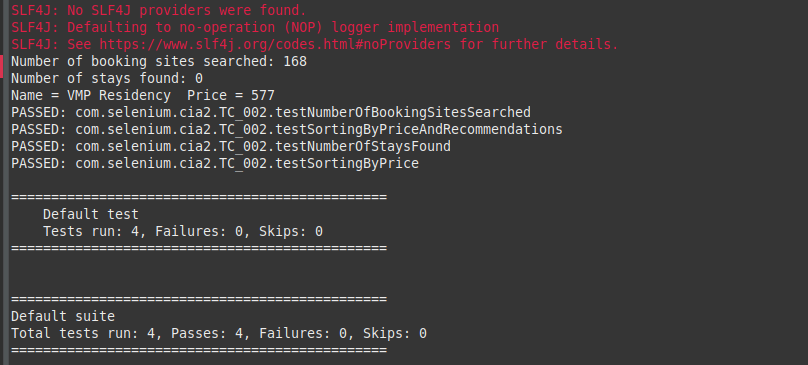 SLF4J: No SLF4J providers were found.
SLF4J: Defaulting to no-operation (NOP) logger implementation
SLF4J: See https://www.slf4j.org/codes.html#noProviders for further details.
Number of booking sites searched: 168
Number of stays found: 0
Name = VMP Residency  Price = 577
PASSED: com.selenium.cia2.TC_002.testNumberOfBookingSitesSearched
PASSED: com.selenium.cia2.TC_002.testSortingByPriceAndRecommendations
PASSED: com.selenium.cia2.TC_002.testNumberOfStaysFound
PASSED: com.selenium.cia2.TC_002.testSortingByPrice
===============================================
    Default test
    Tests run: 4, Failures: 0, Skips: 0
===============================================
===============================================
Default suite
Total tests run: 4, Passes: 4, Failures: 0, Skips: 0
===============================================